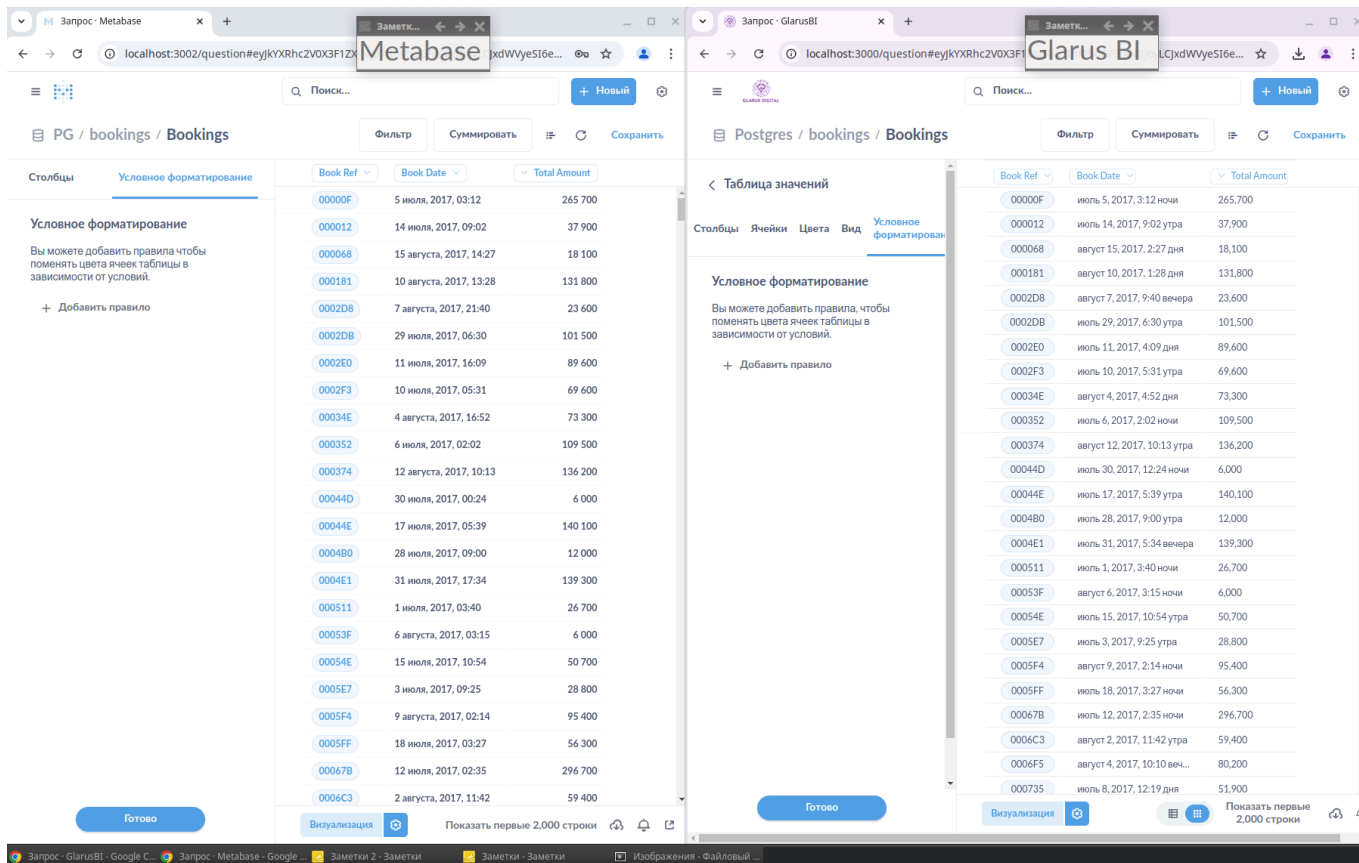 Запрос · Metabase
Заметк...
Metabase
localhost:3002/question#eyJkYXRhc2V0X3F1ZX
JxdWVyeSI6e...
Поиск...
+ Новый
PG / bookings / Bookings
Фильтр
Суммировать
Сохранить
Столбцы
Условное форматирование
Условное форматирование
Вы можете добавить правила чтобы
поменять цвета ячеек таблицы в
зависимости от условий.
+ Добавить правило
Готово
Book Ref Book Date Total Amount
00000F 5 июля, 2017, 03:12 265 700
000012 14 июля, 2017, 09:02 37 900
000068 15 августа, 2017, 14:27 18 100
000181 10 августа, 2017, 13:28 131 800
0002D8 7 августа, 2017, 21:40 23 600
0002DB 29 июля, 2017, 06:30 101 500
0002E0 11 июля, 2017, 16:09 89 600
0002F3 10 июля, 2017, 05:31 69 600
00034E 4 августа, 2017, 16:52 73 300
000352 6 июля, 2017, 02:02 109 500
000374 12 августа, 2017, 10:13 136 200
00044D 30 июля, 2017, 00:24 6 000
00044E 17 июля, 2017, 05:39 140 100
0004B0 28 июля, 2017, 09:00 12 000
0004E1 31 июля, 2017, 17:34 139 300
000511 1 июля, 2017, 03:40 26 700
00053F 6 августа, 2017, 03:15 6 000
00054E 15 июля, 2017, 10:54 50 700
0005E7 3 июля, 2017, 09:25 28 800
0005F4 9 августа, 2017, 02:14 95 400
0005FF 18 июля, 2017, 03:27 56 300
00067B 12 июля, 2017, 02:35 296 700
0006C3 2 августа, 2017, 11:42 59 400
Визуализация
Показать первые 2,000 строки
Запрос · GlarusBI
Заметк...
Glarus BI
localhost:3000/question#eyJkYXRhc2V0X3F1
LCJxdWVyeSI6e...
GLARUS DIGITAL
Поиск...
+ Новый
Postgres / bookings / Bookings
Фильтр
Суммировать
Сохранить
Таблица значений
Столбцы Ячейки Цвета Вид Условное
форматирован
Условное форматирование
Вы можете добавить правила, чтобы
поменять цвета ячеек таблицы в
зависимости от условий.
+ Добавить правило
Готово
Book Ref Book Date Total Amount
00000F июль 5, 2017, 3:12 ночи 265,700
000012 июль 14, 2017, 9:02 утра 37,900
000068 август 15, 2017, 2:27 дня 18,100
000181 август 10, 2017, 1:28 дня 131,800
0002D8 август 7, 2017, 9:40 вечера 23,600
0002DB июль 29, 2017, 6:30 утра 101,500
0002E0 июль 11, 2017, 4:09 дня 89,600
0002F3 июль 10, 2017, 5:31 утра 69,600
00034E август 4, 2017, 4:52 дня 73,300
000352 июль 6, 2017, 2:02 ночи 109,500
000374 август 12, 2017, 10:13 утра 136,200
00044D июль 30, 2017, 12:24 ночи 6,000
00044E июль 17, 2017, 5:39 утра 140,100
0004B0 июль 28, 2017, 9:00 утра 12,000
0004E1 июль 31, 2017, 5:34 вечера 139,300
000511 июль 1, 2017, 3:40 ночи 26,700
00053F август 6, 2017, 3:15 ночи 6,000
00054E июль 15, 2017, 10:54 утра 50,700
0005E7 июль 3, 2017, 9:25 утра 28,800
0005F4 август 9, 2017, 2:14 ночи 95,400
0005FF июль 18, 2017, 3:27 ночи 56,300
00067B июль 12, 2017, 2:35 ночи 296,700
0006C3 август 2, 2017, 11:42 утра 59,400
0006F5 август 4, 2017, 10:10 веч... 80,200
000735 июль 8, 2017, 12:19 дня 51,900
Визуализация
Показать первые
2,000 строки
Запрос · GlarusBI - Google C...
Запрос · Metabase - Google ...
Заметки 2 - Заметки
Заметки - Заметки
Изображения - Файловый ...